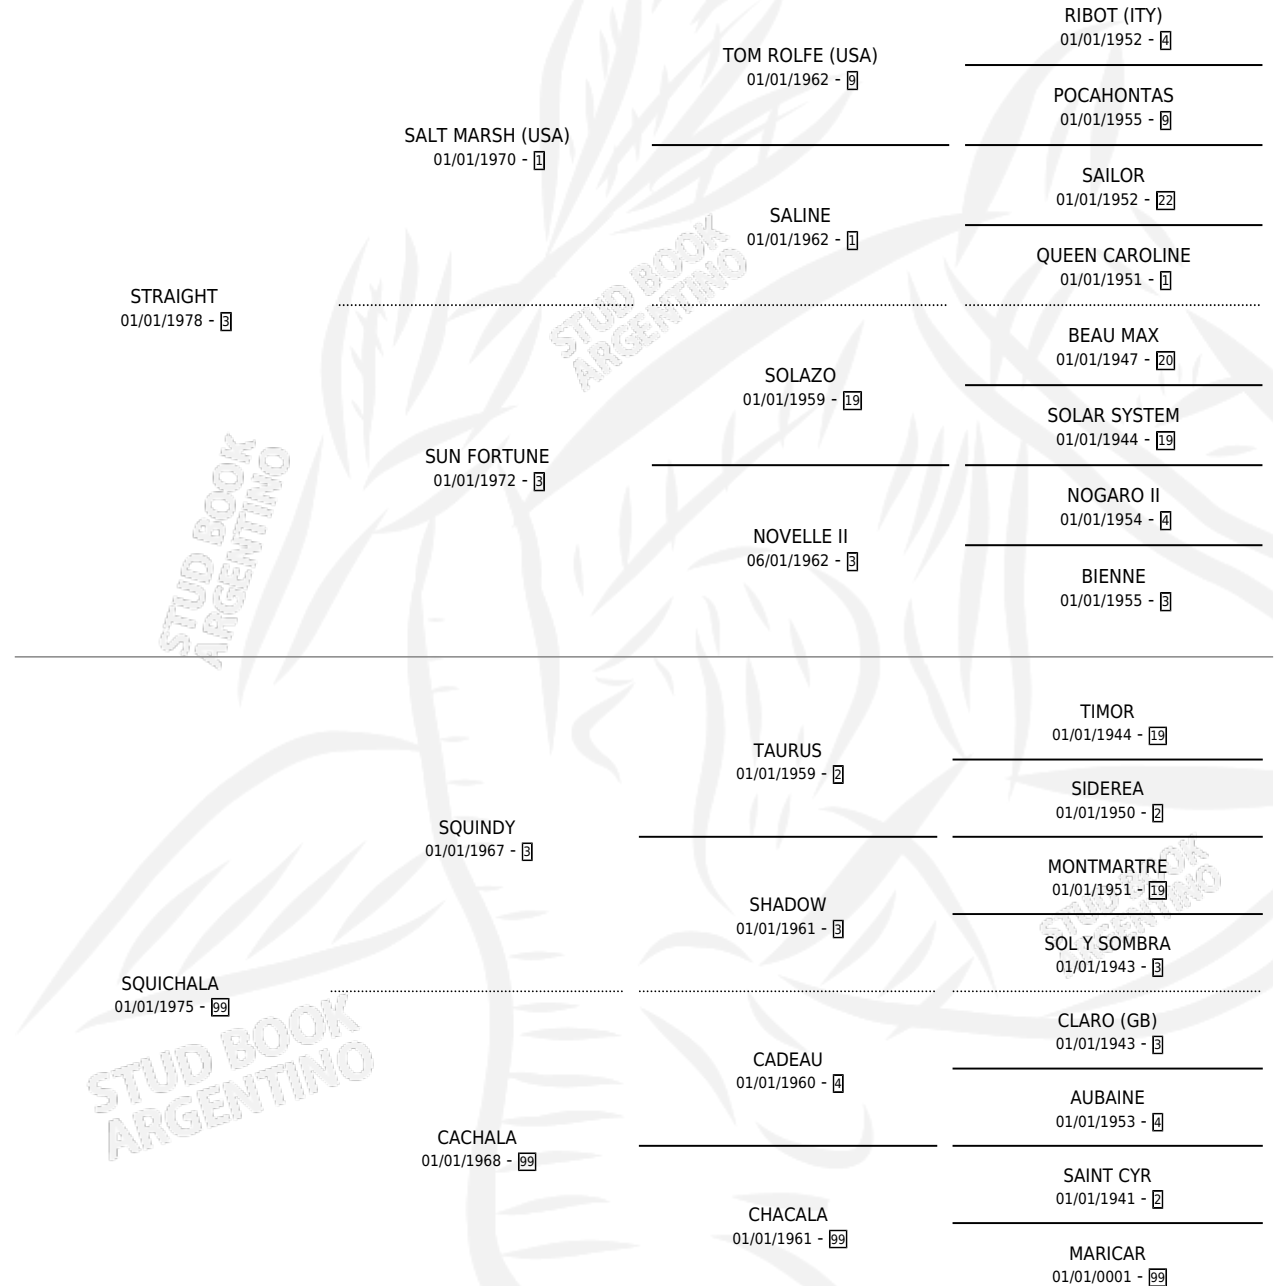 RIBOT (ITY)
01/01/1952 - 4
TOM ROLFE (USA)
01/01/1962 - 9
POCAHONTAS
01/01/1955 - 9
SALT MARSH (USA)
01/01/1970 - 1
SAILOR
01/01/1952 - 22
SALINE
01/01/1962 - 1
QUEEN CAROLINE
01/01/1951 - 1
STRAIGHT
01/01/1978 - 3
BEAU MAX
01/01/1947 - 20
SOLAZO
01/01/1959 - 19
SOLAR SYSTEM
01/01/1944 - 19
SUN FORTUNE
01/01/1972 - 3
NOGARO II
01/01/1954 - 4
NOVELLE II
06/01/1962 - 3
BIENNE
01/01/1955 - 3
STUD BOOK
ARGENTINO
STUD BOOK
ARGENTINO
TIMOR
01/01/1944 - 19
TAURUS
01/01/1959 - 2
SIDEREA
01/01/1950 - 2
SQUINDY
01/01/1967 - 3
MONTMARTRE
01/01/1951 - 19
SHADOW
01/01/1961 - 3
SOL Y SOMBRA
01/01/1943 - 3
STUD BOOK
ARGENTINO
SQUICHALA
01/01/1975 - 99
CLARO (GB)
01/01/1943 - 3
CADEAU
01/01/1960 - 4
AUBAINE
01/01/1953 - 4
STUD BOOK
ARGENTINO
CACHALA
01/01/1968 - 99
SAINT CYR
01/01/1941 - 2
CHACALA
01/01/1961 - 99
MARICAR
01/01/0001 - 99